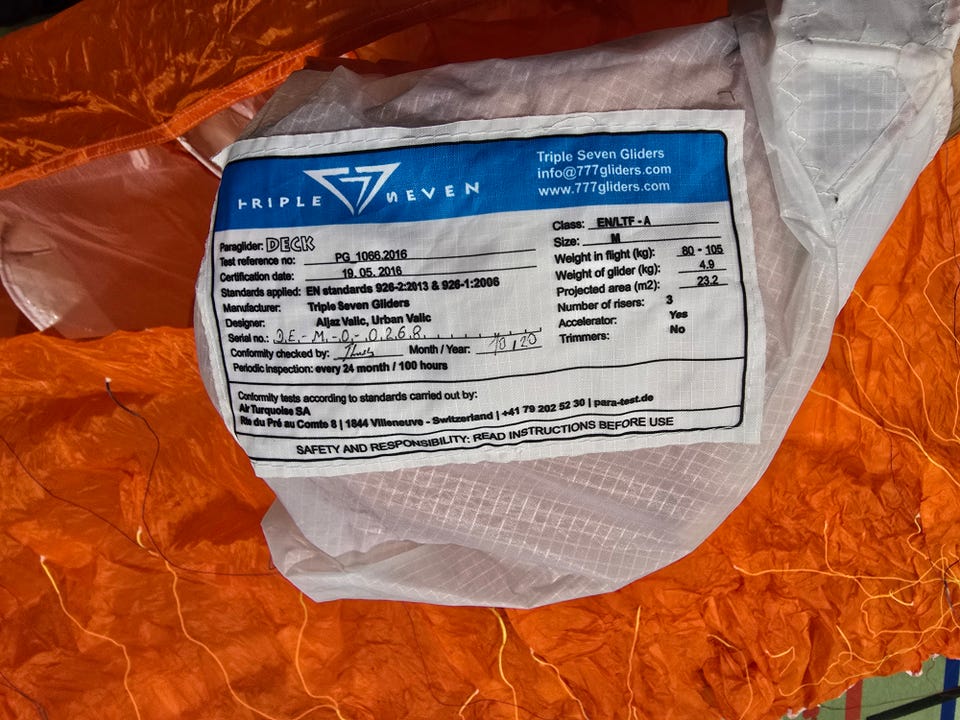 TRIPLE SEVEN
Triple Seven Gliders
info@777gliders.com
www.777gliders.com
Paraglider: DECK
Test reference no: PG_1066.2016
Certification date: 19. 05. 2016
Standards applied: EN standards 926-2:2013 & 926-1:2006
Manufacturer: Triple Seven Gliders
Designer: Aljaz Valic, Urban Valic
Serial no.: D.E.-M.-O-.0.2.6.8.
Conformity checked by: Month / Year: 10, 20
Periodic inspection: every 24 month / 100 hours
Class: EN/LTF - A
Size: M
Weight in flight (kg): 80 - 105
Weight of glider (kg): 4.9
Projected area (m2): 23.2
Number of risers: 3
Accelerator: Yes
Trimmers: No
Conformity tests according to standards carried out by:
Air Turquoise SA
Rte du Pré au Comte 8 | 1844 Villeneuve - Switzerland | +41 79 202 52 30 | para-test.de
SAFETY AND RESPONSIBILITY: READ INSTRUCTIONS BEFORE USE